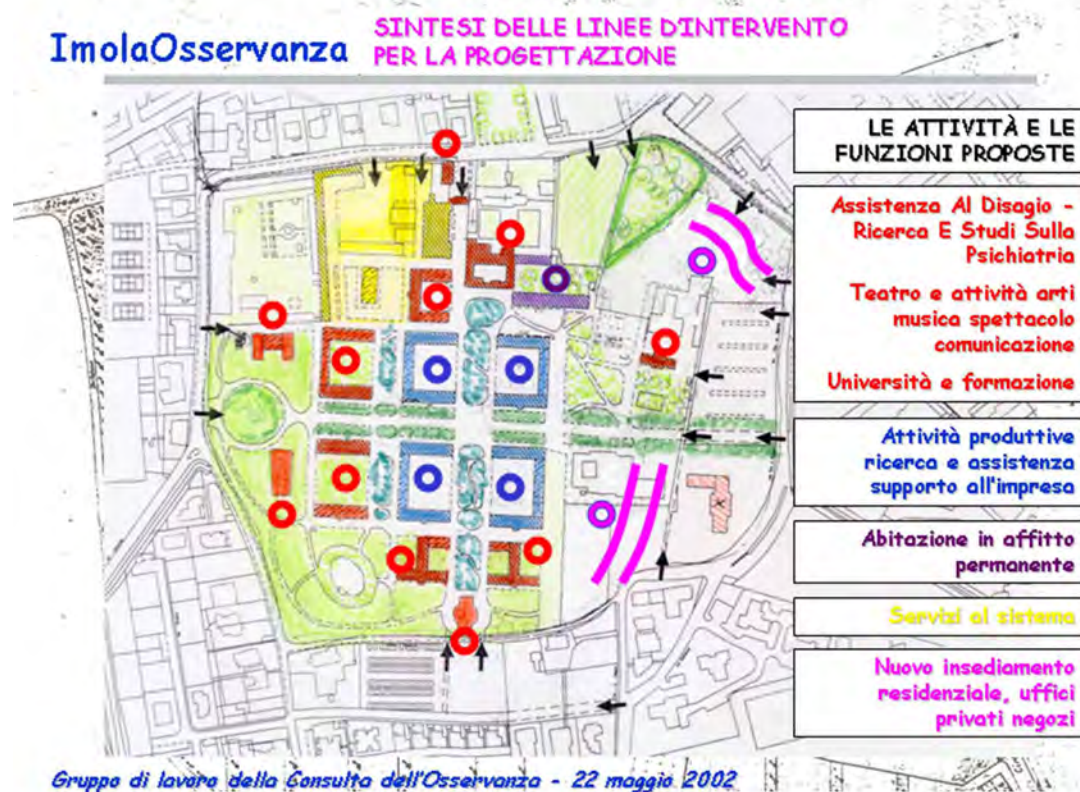 ImolaOsservanza
SINTESI DELLE LINEE D'INTERVENTO
PER LA PROGETTAZIONE
LE ATTIVITÀ E LE
FUNZIONI PROPOSTE
Assistenza Al Disagio -
Ricerca E Studi Sulla
Psichiatria
Teatro e attività arti
musica spettacolo
comunicazione
Università e formazione
Attività produttive
ricerca e assistenza
supporto all'impresa
Abitazione in affitto
permanente
Servizi al sistema
Nuovo insediamento
residenziale, uffici
privati negozi
Strada
Gruppo di lavoro della Consulta dell'Osservanza - 22 maggio 2002